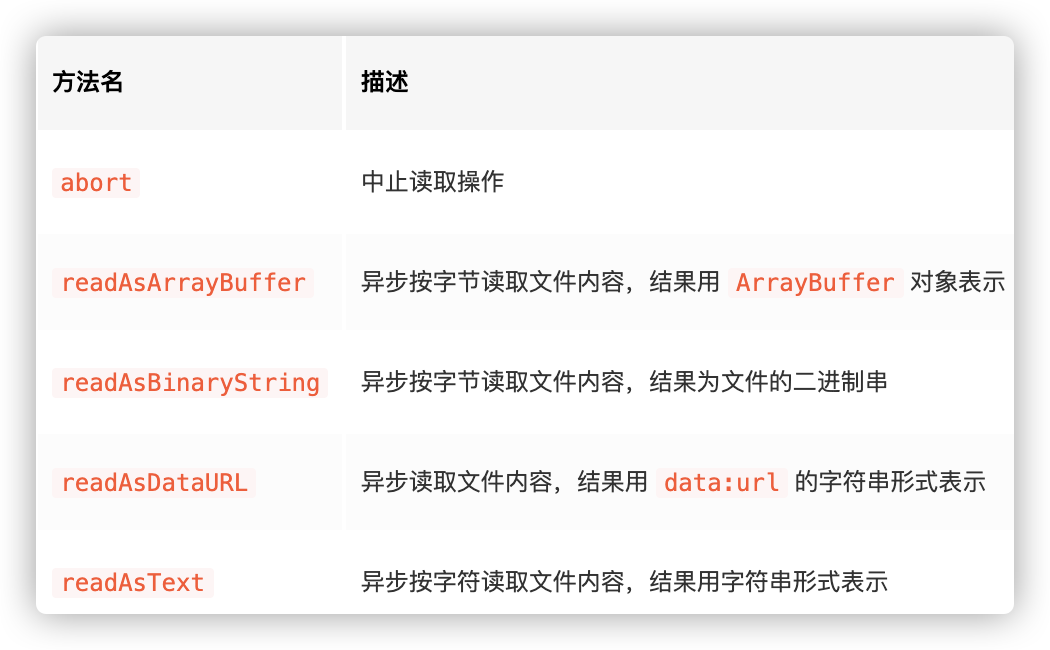 方法名 描述
abort 中止读取操作
readAsArrayBuffer 异步按字节读取文件内容，结果用 ArrayBuffer 对象表示
readAsBinaryString 异步按字节读取文件内容，结果为文件的二进制串
readAsDataURL 异步读取文件内容，结果用 data:url 的字符串形式表示
readAsText 异步按字符读取文件内容，结果用字符串形式表示